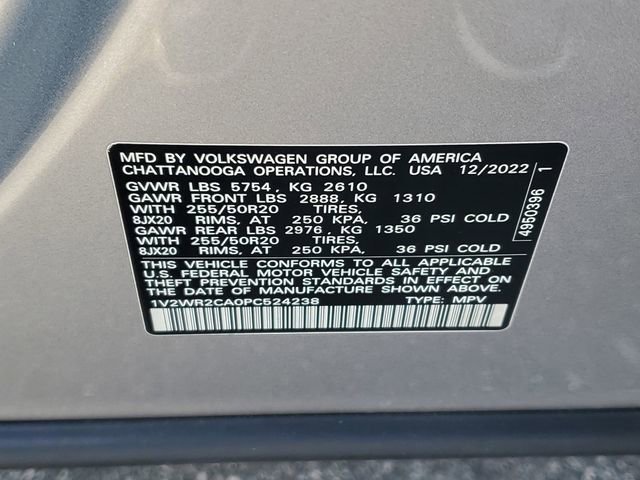 MFD BY VOLKSWAGEN GROUP OF AMERICA
CHATTANOOGA OPERATIONS, LLC. USA 12/2022
GVWR LBS 5754, KG 2610
GAWR FRONT LBS 2888, KG 1310
WITH 255/50R20 TIRES,
8JX20 RIMS, AT 250 KPA, 36 PSI COLD
GAWR REAR LBS 2976, KG 1350
WITH 255/50R20 TIRES,
8JX20 RIMS, AT 250 KPA, 36 PSI COLD
THIS VEHICLE CONFORMS TO ALL APPLICABLE
U.S. FEDERAL MOTOR VEHICLE SAFETY AND
THEFT PREVENTION STANDARDS IN EFFECT ON
THE DATE OF MANUFACTURE SHOWN ABOVE.
1V2WR2CA0PC524238 TYPE: MPV
4950396 1